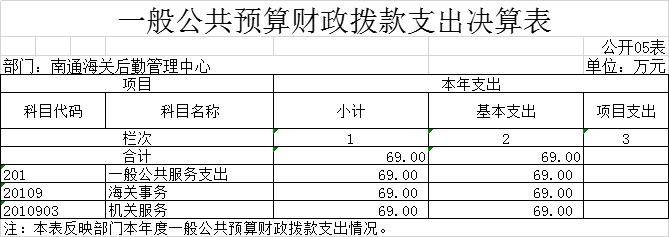 一般公共预算财政拨款支出决算表
公开05表
部门：南通海关后勤管理中心 单位：万元
项目 本年支出
科目代码 科目名称 小计 基本支出 项目支出
栏次 1 2 3
合计 69.00 69.00
201 一般公共服务支出 69.00 69.00
20109 海关事务 69.00 69.00
2010903 机关服务 69.00 69.00
注：本表反映部门本年度一般公共预算财政拨款支出情况。